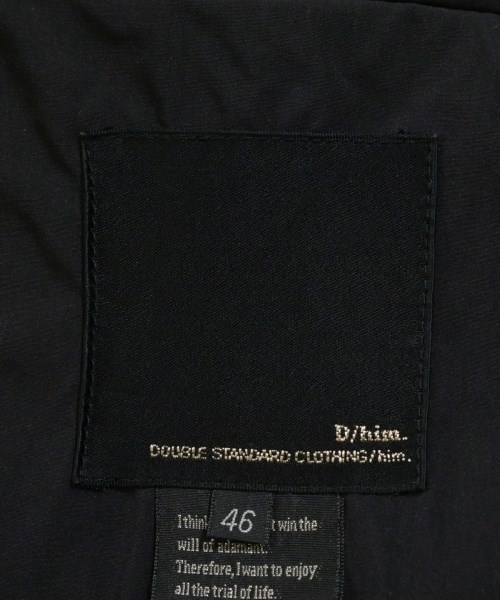 D/him.
DOUBLE STANDARD CLOTHING/him.
46
I think t win the
will of adamant.
Therefore, I want to enjoy
all the trial of life.